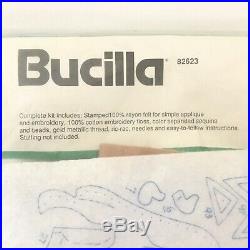 Bucilla® 82623
Complete kit includes: Stamped 100% rayon felt for simple applique
and embroidery, 100% cotton embroidery floss, color separated sequins
and beads, gold metallic thread, ric-rac, needles and easy-to-follow instructions.
Stuffing not included.